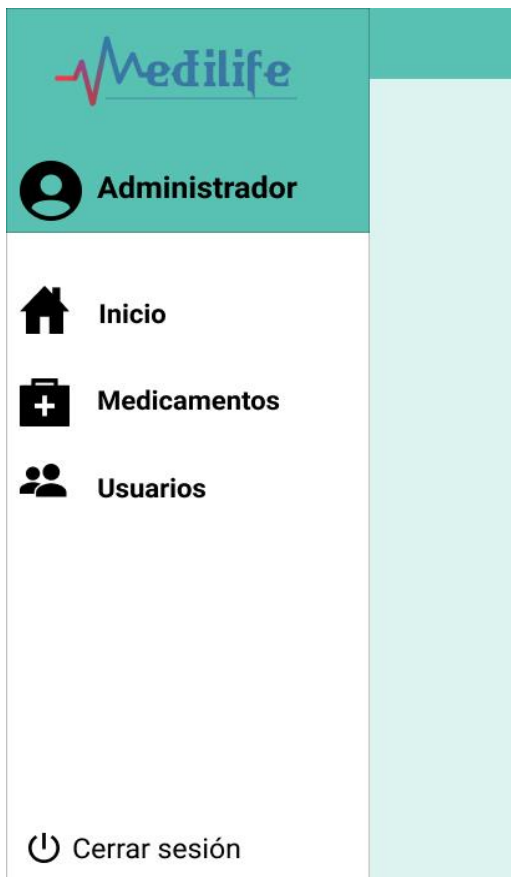 Medilife
Administrador
Inicio
Medicamentos
Usuarios
Cerrar sesión